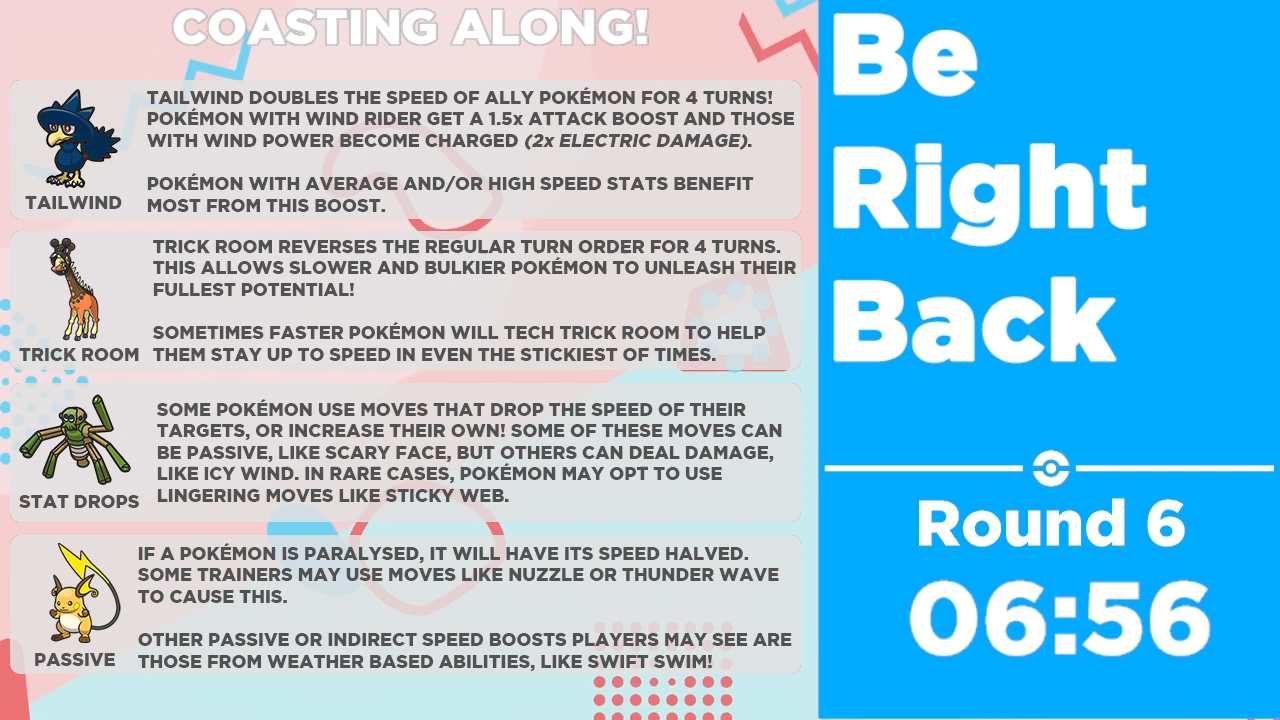 COASTING ALONG!
TAILWIND DOUBLES THE SPEED OF ALLY POKÉMON FOR 4 TURNS!
POKÉMON WITH WIND RIDER GET A 1.5x ATTACK BOOST AND THOSE
WITH WIND POWER BECOME CHARGED (2x ELECTRIC DAMAGE).
POKÉMON WITH AVERAGE AND/OR HIGH SPEED STATS BENEFIT
MOST FROM THIS BOOST.
TAILWIND
TRICK ROOM REVERSES THE REGULAR TURN ORDER FOR 4 TURNS.
THIS ALLOWS SLOWER AND BULKIER POKÉMON TO UNLEASH THEIR
FULLEST POTENTIAL!
SOMETIMES FASTER POKÉMON WILL TECH TRICK ROOM TO HELP
THEM STAY UP TO SPEED IN EVEN THE STICKIEST OF TIMES.
TRICK ROOM
SOME POKÉMON USE MOVES THAT DROP THE SPEED OF THEIR
TARGETS, OR INCREASE THEIR OWN! SOME OF THESE MOVES CAN
BE PASSIVE, LIKE SCARY FACE, BUT OTHERS CAN DEAL DAMAGE,
LIKE ICY WIND. IN RARE CASES, POKÉMON MAY OPT TO USE
LINGERING MOVES LIKE STICKY WEB.
STAT DROPS
IF A POKÉMON IS PARALYSED, IT WILL HAVE ITS SPEED HALVED.
SOME TRAINERS MAY USE MOVES LIKE NUZZLE OR THUNDER WAVE
TO CAUSE THIS.
OTHER PASSIVE OR INDIRECT SPEED BOOSTS PLAYERS MAY SEE ARE
THOSE FROM WEATHER BASED ABILITIES, LIKE SWIFT SWIM!
PASSIVE
Be
Right
Back
Round 6
06:56